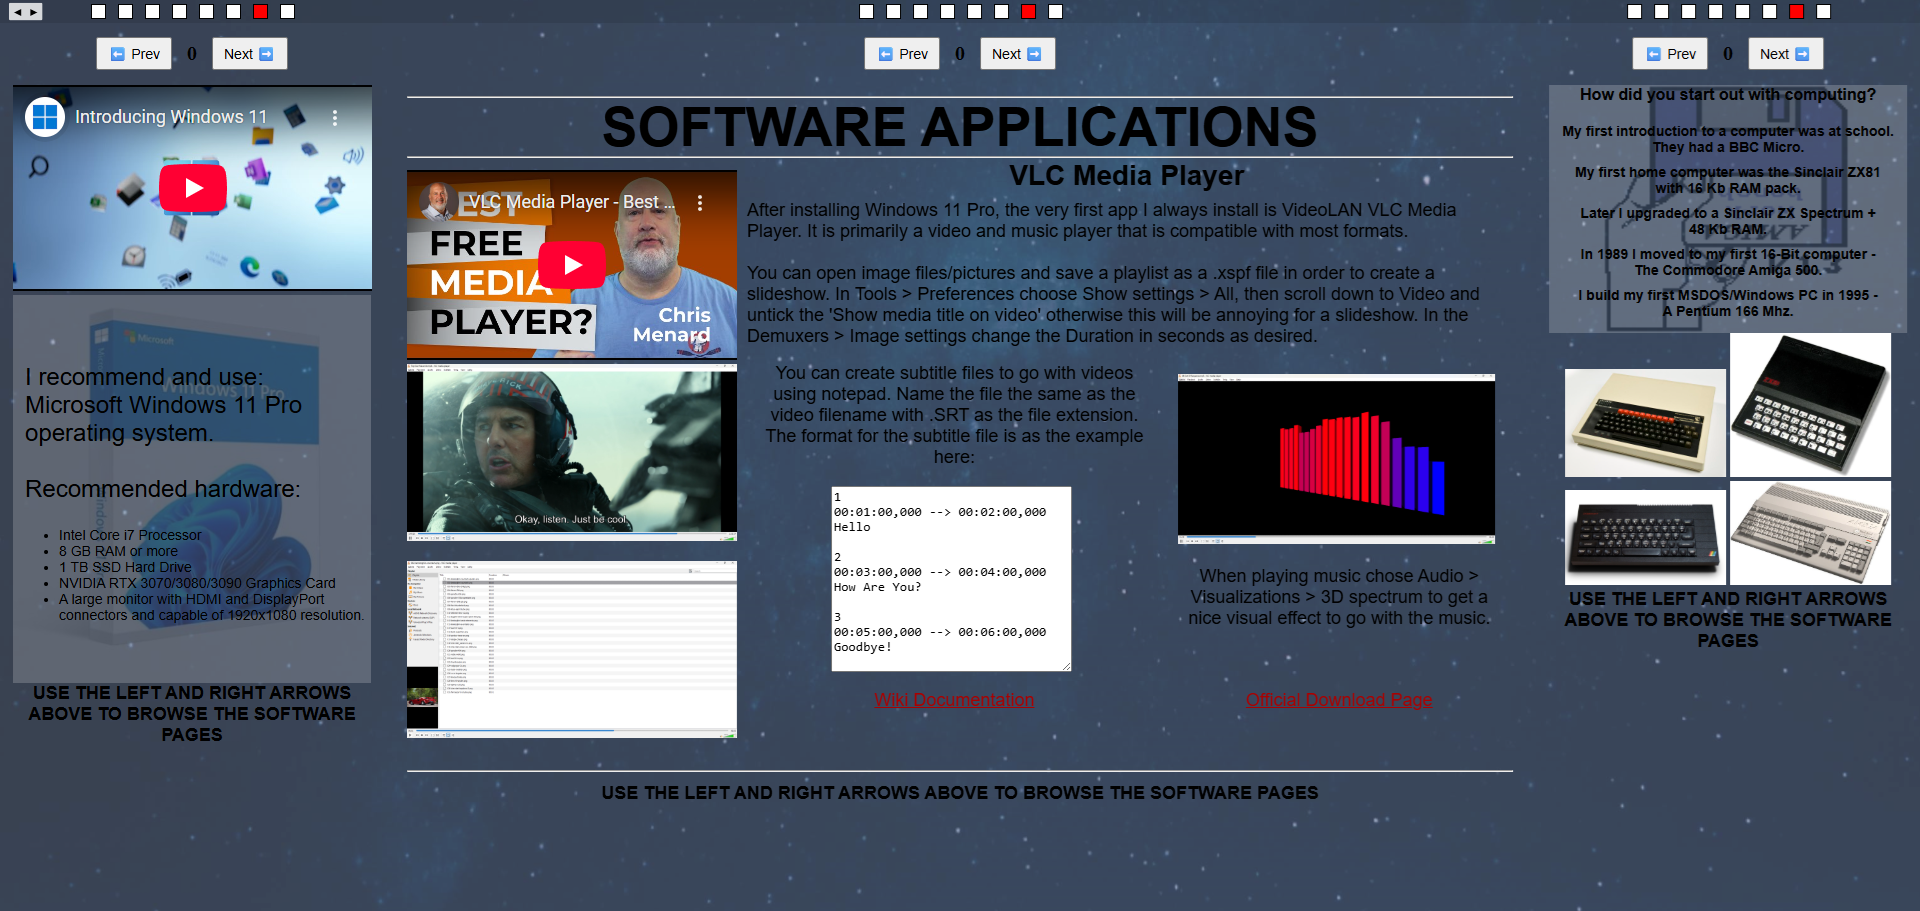 Prev 0 Next
Prev 0 Next
Prev 0 Next
Introducing Windows 11
Microsoft
Windows 11 Pro
I recommend and use:
Microsoft Windows 11 Pro
operating system.
Recommended hardware:
Intel Core i7 Processor
8 GB RAM or more
1 TB SSD Hard Drive
NVIDIA RTX 3070/3080/3090 Graphics Card
A large monitor with HDMI and DisplayPort
connectors and capable of 1920x1080 resolution.
USE THE LEFT AND RIGHT ARROWS
ABOVE TO BROWSE THE SOFTWARE
PAGES
SOFTWARE APPLICATIONS
VLC Media Player
VLC Media Player - Best ...
BEST
FREE
MEDIA
PLAYER?
Chris
Menard
Okay, listen. Just be cool.
After installing Windows 11 Pro, the very first app I always install is VideoLAN VLC Media
Player. It is primarily a video and music player that is compatible with most formats.
You can open image files/pictures and save a playlist as a .xspf file in order to create a
slideshow. In Tools > Preferences choose Show settings > All, then scroll down to Video and
untick the 'Show media title on video' otherwise this will be annoying for a slideshow. In the
Demuxers > Image settings change the Duration in seconds as desired.
You can create subtitle files to go with videos
using notepad. Name the file the same as the
video filename with .SRT as the file extension.
The format for the subtitle file is as the example
here:
1
00:01:00,000 --> 00:02:00,000
Hello
2
00:03:00,000 --> 00:04:00,000
How Are You?
3
00:05:00,000 --> 00:06:00,000
Goodbye!
Wiki Documentation
When playing music chose Audio >
Visualizations > 3D spectrum to get a
nice visual effect to go with the music.
Official Download Page
USE THE LEFT AND RIGHT ARROWS ABOVE TO BROWSE THE SOFTWARE PAGES
How did you start out with computing?
My first introduction to a computer was at school.
They had a BBC Micro.
My first home computer was the Sinclair ZX81
with 16 Kb RAM pack.
Later I upgraded to a Sinclair ZX Spectrum +
48 Kb RAM.
In 1989 I moved to my first 16-Bit computer -
The Commodore Amiga 500.
I build my first MSDOS/Windows PC in 1995 -
A Pentium 166 Mhz.
USE THE LEFT AND RIGHT ARROWS
ABOVE TO BROWSE THE SOFTWARE
PAGES